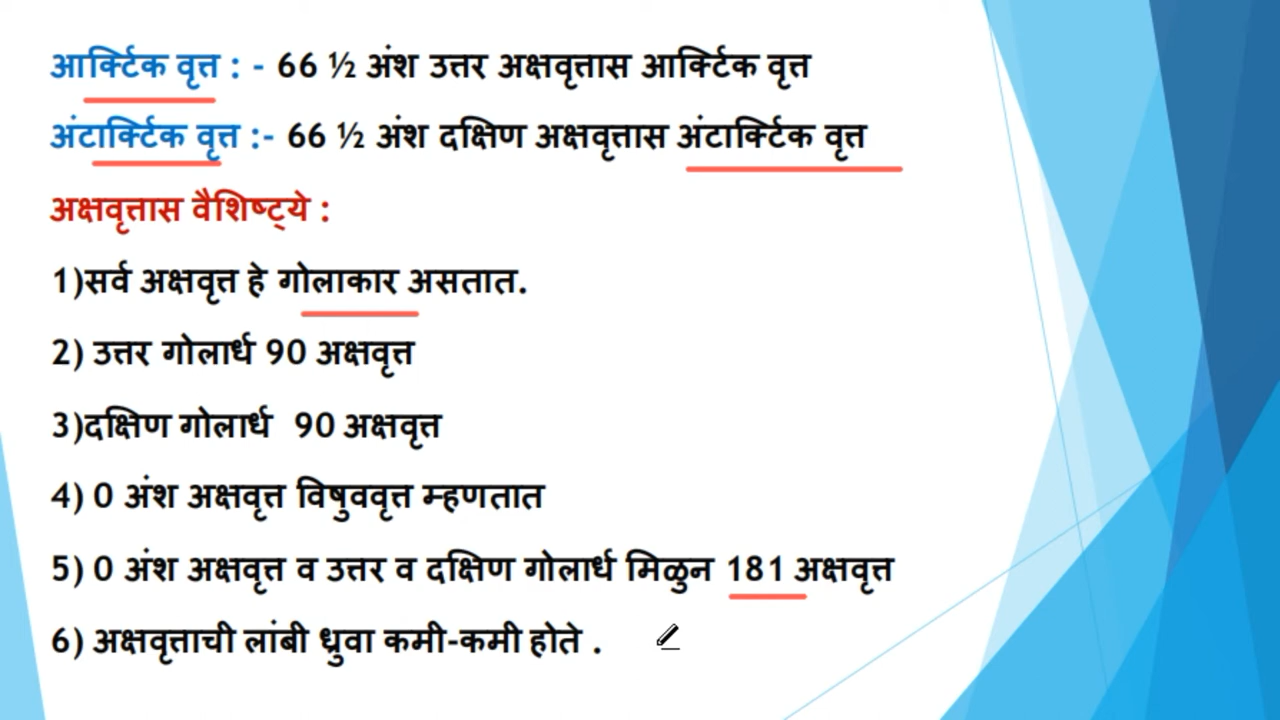 आर्क्टिक वृत्त : - 66 ½ अंश उत्तर अक्षवृत्तास आर्क्टिक वृत्त
अंटार्क्टिक वृत्त :- 66 ½ अंश दक्षिण अक्षवृत्तास अंटार्क्टिक वृत्त
अक्षवृत्तास वैशिष्ट्ये :
1)सर्व अक्षवृत्त हे गोलाकार असतात.
2) उत्तर गोलार्ध 90 अक्षवृत्त
3)दक्षिण गोलार्ध 90 अक्षवृत्त
4) 0 अंश अक्षवृत्त विषुववृत्त म्हणतात
5) 0 अंश अक्षवृत्त व उत्तर व दक्षिण गोलार्ध मिळुन 181 अक्षवृत्त
6) अक्षवृत्ताची लांबी ध्रुवा कमी-कमी होते .